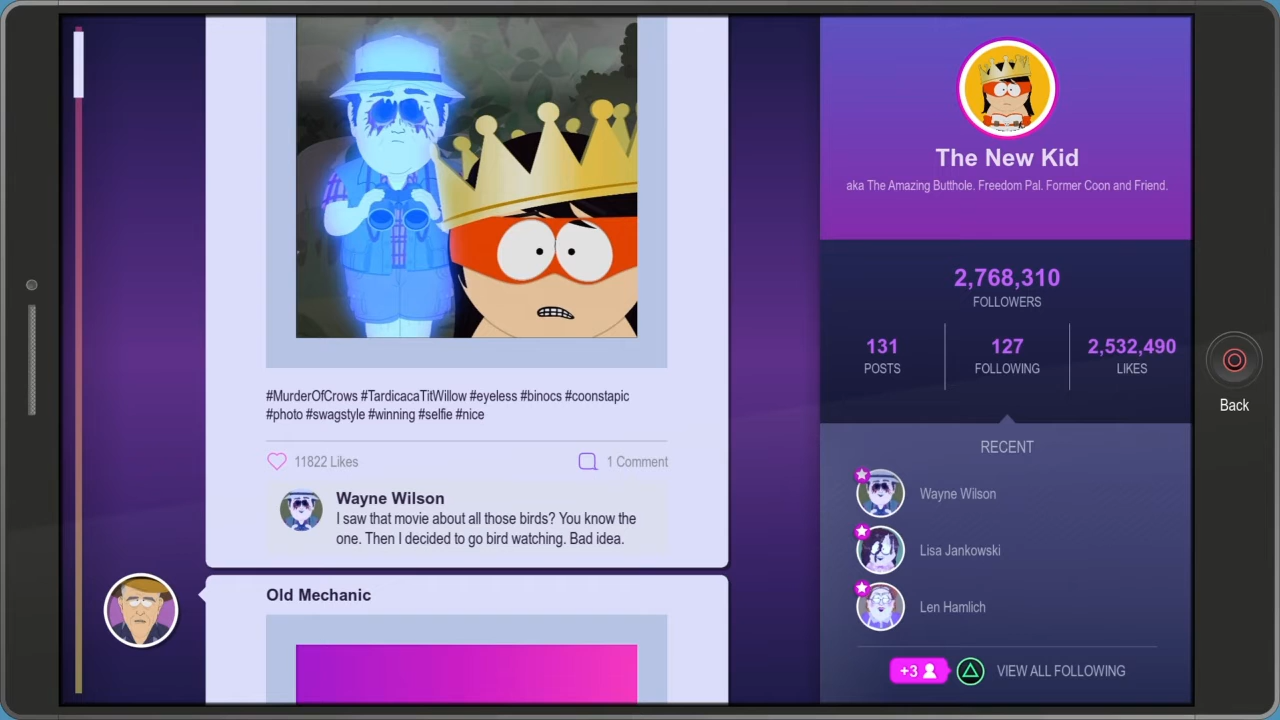 #MurderOfCrows #TardicacaTitWillow #eyeless #binocs #coonstapic
#photo #swagstyle #winning #selfie #nice
11822 Likes
1 Comment
Wayne Wilson
I saw that movie about all those birds? You know the
one. Then I decided to go bird watching. Bad idea.
Old Mechanic
The New Kid
aka The Amazing Butthole. Freedom Pal. Former Coon and Friend.
2,768,310
FOLLOWERS
131
POSTS
127
FOLLOWING
2,532,490
LIKES
RECENT
Wayne Wilson
Lisa Jankowski
Len Hamlich
+3
VIEW ALL FOLLOWING
Back